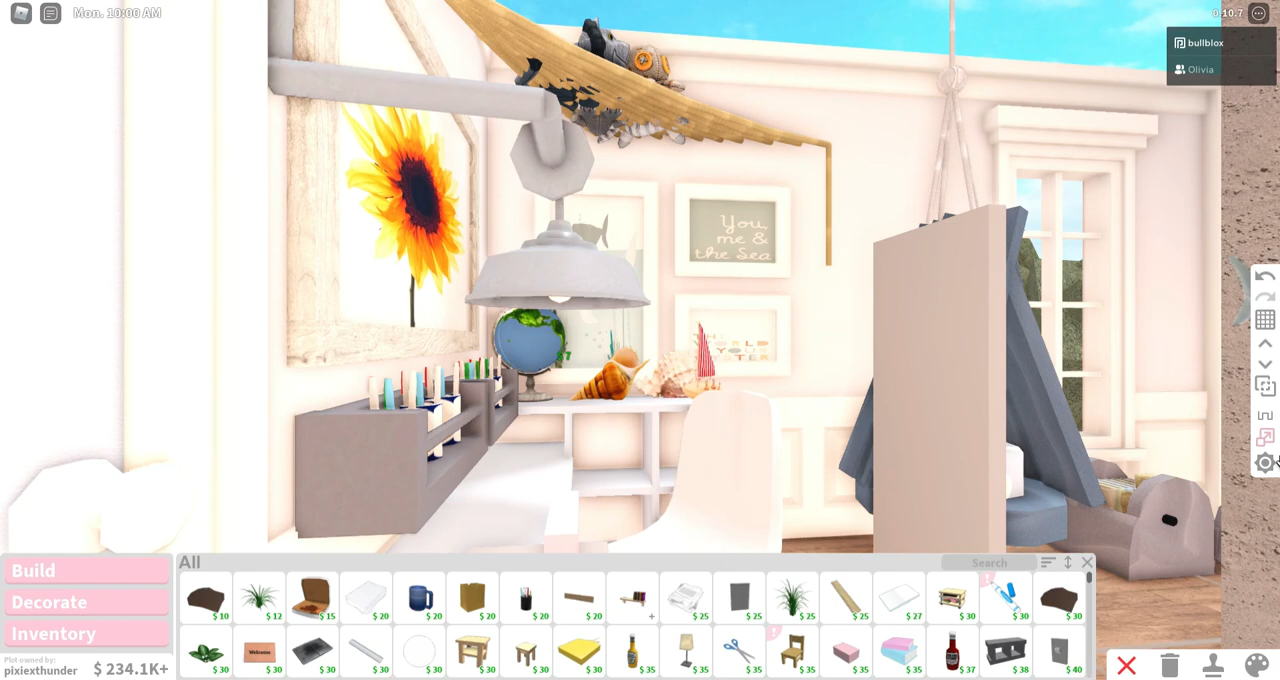 Mon. 10:00 AM
0:10.7
bullblox
Olivia
You,
me &
the Sea
Build
Decorate
Inventory
Plot owned by:
pixiexthunder
$ 234.1K+
All
Search
$ 10
$ 12
$ 15
$ 20
$ 20
$ 20
$ 20
$ 20
+
$ 25
$ 25
$ 25
$ 25
$ 27
$ 30
$ 30
$ 30
$ 30
Welcome
$ 30
$ 30
$ 30
$ 30
$ 30
$ 30
$ 30
$ 35
$ 35
$ 35
$ 35
$ 35
$ 35
$ 37
$ 38
$ 40